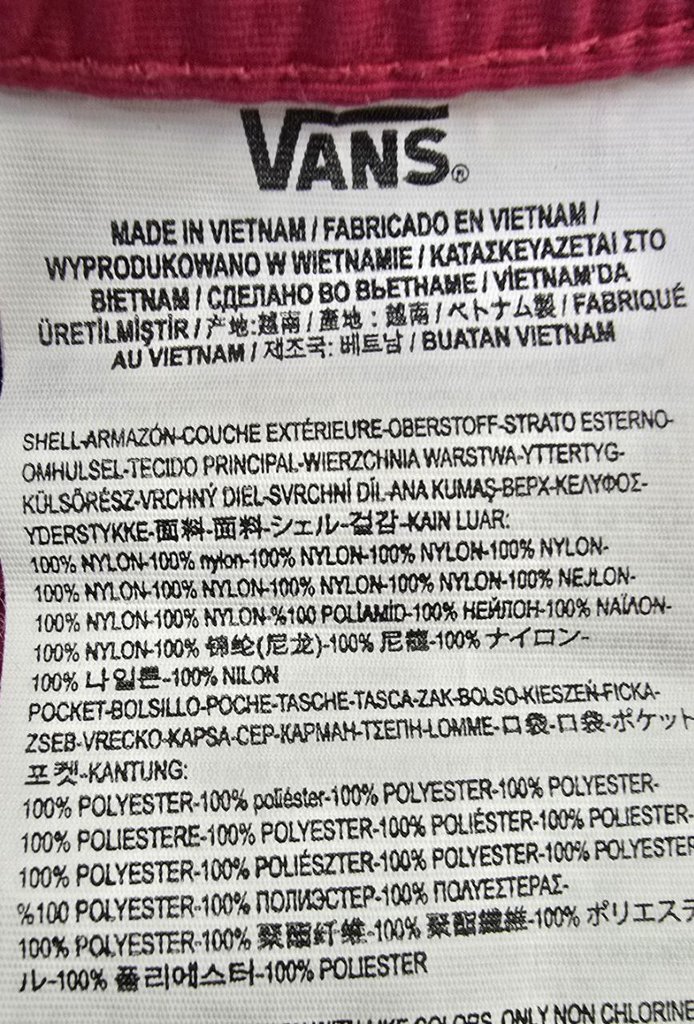 VANS®
MADE IN VIETNAM / FABRICADO EN VIETNAM /
WYPRODUKOWANO W WIETNAMIE / ΚΑΤΑΣΚΕΥΑΖΕΤΑΙ ΣΤΟ
ΒΙΕΤΝΑΜ / СДЕЛАНО ВО ВЬЕТНАМЕ / VİETNAM'DA
ÜRETİLMİŞTİR / 产地:越南 / 產地：越南 / ベトナム製 / FABRIQUÉ
AU VIETNAM / 제조국: 베트남 / BUATAN VIETNAM
SHELL-ARMAZÓN-COUCHE EXTÉRIEURE-OBERSTOFF-STRATO ESTERNO-
OMHULSEL-TECIDO PRINCIPAL-WIERZCHNIA WARSTWA-YTTERTYG-
KÜLSŐRÉSZ-VRCHNÝ DIEL-SVRCHNÍ DÍL-ANA KUMAŞ-ВЕРХ-ΚΕΛΥΦΟΣ-
YDERSTYKKE-面料-面料-シェル-겉감-KAIN LUAR:
100% NYLON-100% nylon-100% NYLON-100% NYLON-100% NYLON-
100% NYLON-100% NYLON-100% NYLON-100% NYLON-100% NEJLON-
100% NYLON-100% NYLON-%100 POLİAMİD-100% НЕЙЛОН-100% ΝΑΪΛΟΝ-
100% NYLON-100% 锦纶(尼龙)-100% 尼龍-100% ナイロン-
100% 나일론-100% NILON
POCKET-BOLSILLO-POCHE-TASCHE-TASCA-ZAK-BOLSO-KIESZEŃ-FICKA-
ZSEB-VRECKO-KAPSA-CEP-КАРМАН-ΤΣΕΠΗ-LOMME-口袋-口袋-ポケット
포켓-KANTUNG:
100% POLYESTER-100% poliéster-100% POLYESTER-100% POLYESTER-
100% POLIESTERE-100% POLYESTER-100% POLIÉSTER-100% POLIESTER-
100% POLYESTER-100% POLIÉSZTER-100% POLYESTER-100% POLYESTER
%100 POLYESTER-100% ПОЛИЭСТЕР-100% ΠΟΛΥΕΣΤΕΡΑΣ-
100% POLYESTER-100% 聚酯纤维-100% 聚酯纖維-100% ポリエステ
ル-100% 폴리에스터-100% POLIESTER
WITH LIKE COLORS, ONLY NON CHLORINE